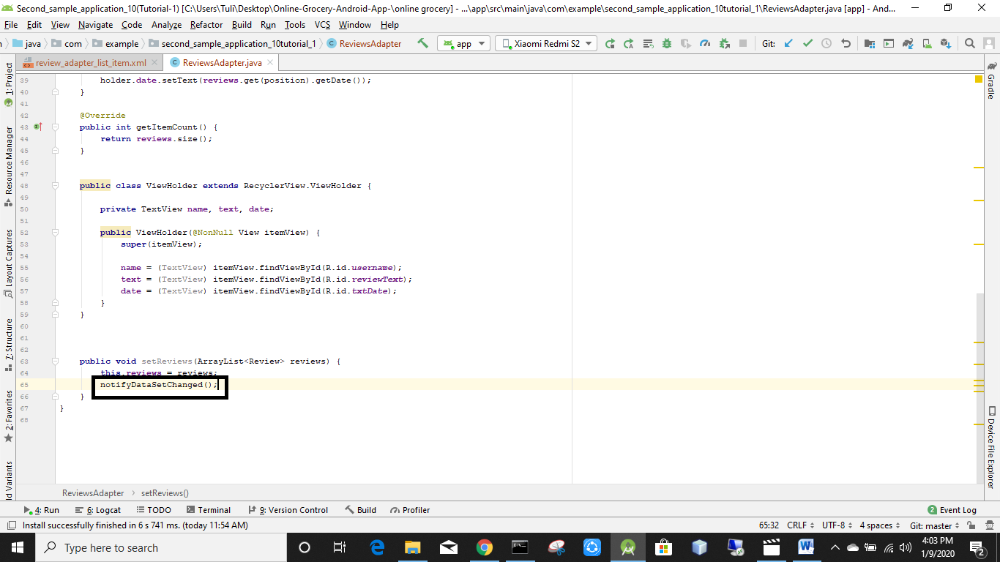 Second_sample_application_10(Tutorial-1) [C:\Users\Tuli\Desktop\Online-Grocery-Android-App-\online grocery] - ...\app\src\main\java\com\example\second_sample_application_10tutorial_1\ReviewsAdapter.java [app] - And...
File Edit View Navigate Code Analyze Refactor Build Run Tools VCS Window Help
java com example second_sample_application_10tutorial_1 ReviewsAdapter app Xiaomi Redmi S2 Git:
review_adapter_list_item.xml ReviewsAdapter.java
1: Project
Resource Manager
Layout Captures
7: Structure
2: Favorites
ld Variants
39 holder.date.setText(reviews.get(position).getDate());
40 }
41
42 @Override
43 public int getItemCount() {
44 return reviews.size();
45 }
46
47
48 public class ViewHolder extends RecyclerView.ViewHolder {
49
50 private TextView name, text, date;
51
52 public ViewHolder(@NonNull View itemView) {
53 super(itemView);
54
55 name = (TextView) itemView.findViewById(R.id.username);
56 text = (TextView) itemView.findViewById(R.id.reviewText);
57 date = (TextView) itemView.findViewById(R.id.txtDate);
58 }
59 }
60
61
62
63 public void setReviews(ArrayList<Review> reviews) {
64 this.reviews = reviews;
65 notifyDataSetChanged();
66 }
67 }
68
Gradle
Device File Explorer
ReviewsAdapter > setReviews()
4: Run 6: Logcat TODO Terminal 9: Version Control Build Profiler 2 Event Log
Install successfully finished in 6 s 741 ms. (today 11:54 AM) 65:32 CRLF UTF-8 4 spaces Git: master
Type here to search 4:03 PM
1/9/2020 2